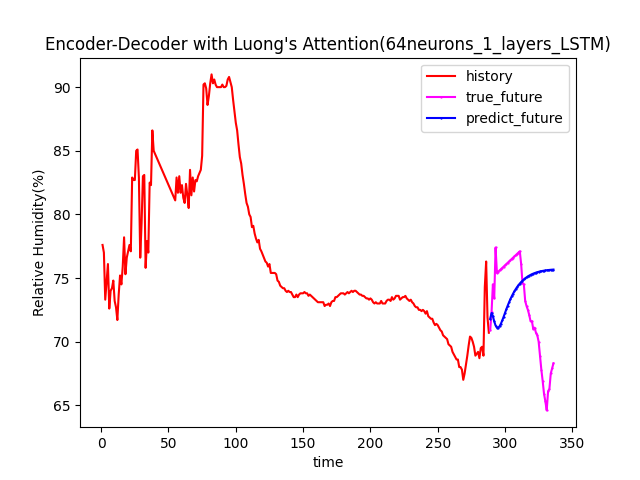 Encoder-Decoder with Luong's Attention(64neurons_1_layers_LSTM)
history
true_future
predict_future
Relative Humidity(%)
90
85
80
75
70
65
0 50 100 150 200 250 300 350
time